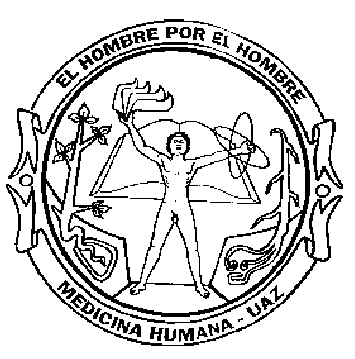 EL HOMBRE POR EL HOMBRE
MEDICINA HUMANA - UAZ